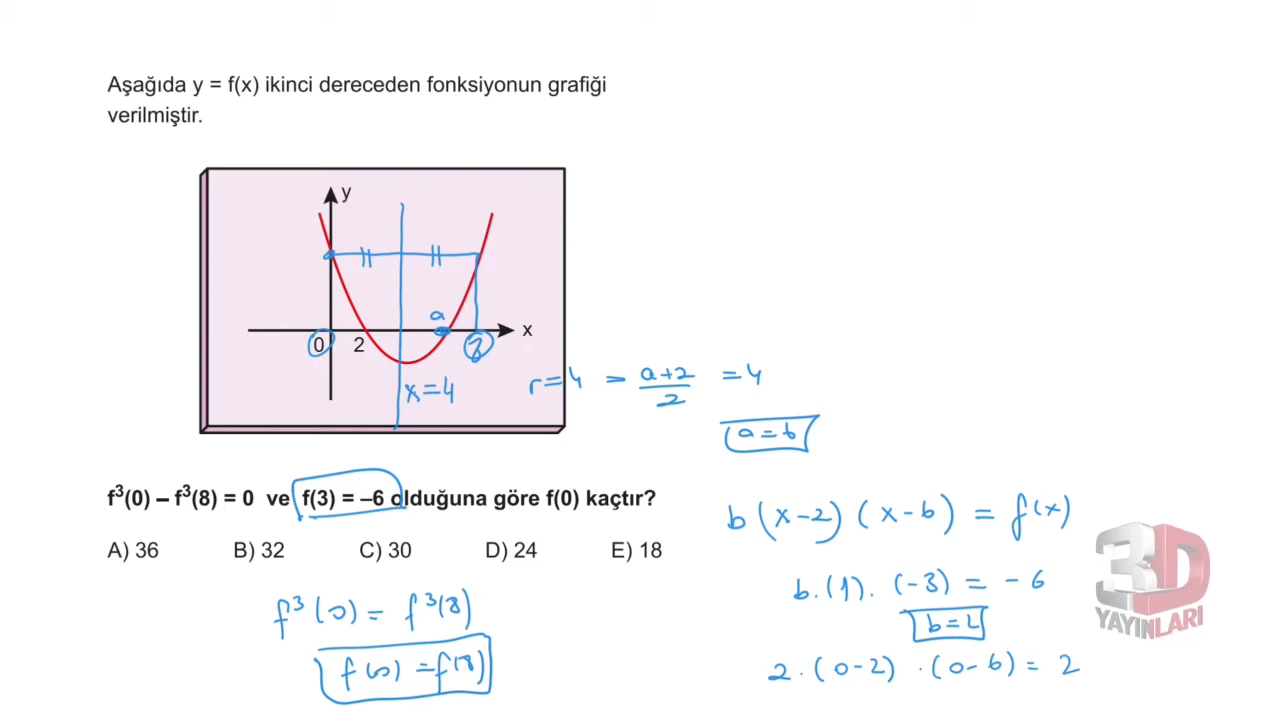 Aşağıda y = f(x) ikinci dereceden fonksiyonun grafiği
verilmiştir.
y
a
0 2 8 x
x=4
r=4 = a+2/2 = 4
a=6
f³(0) – f³(8) = 0 ve f(3) = –6 olduğuna göre f(0) kaçtır?
A) 36 B) 32 C) 30 D) 24 E) 18
b(x-2)(x-6) = f(x)
b.(1).(-3) = -6
b=2
2.(0-2).(0-6) = 2
f³(0) = f³(8)
f(0) = f(8)
3D
YAYINLARI